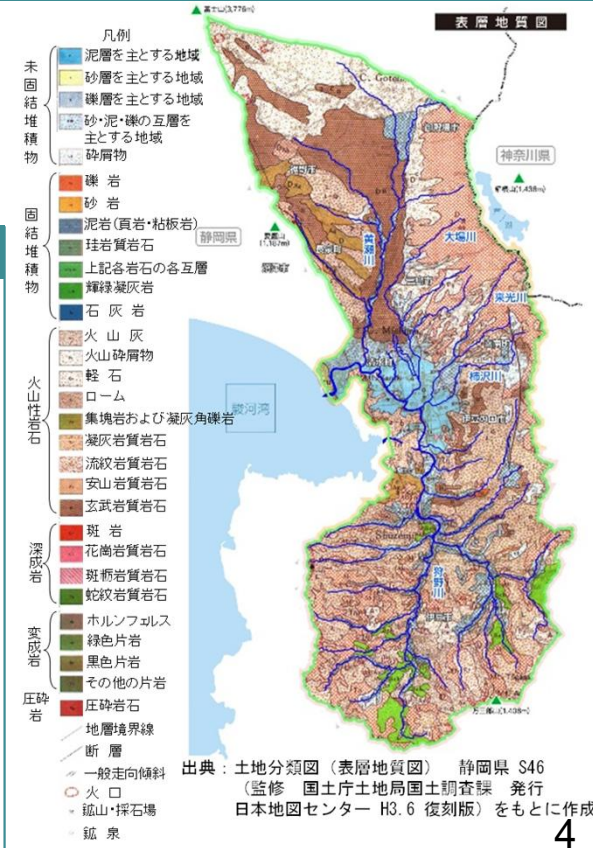 富士山(3,776m)
表層地質図
凡例
未固結堆積物
泥層を主とする地域
砂層を主とする地域
礫層を主とする地域
砂・泥・礫の互層を
主とする地域
砕屑物
固結堆積物
礫 岩
砂 岩
泥岩(頁岩・粘板岩)
珪岩質岩石
上記各岩石の各互層
輝緑凝灰岩
石 灰 岩
火山性岩石
火 山 灰
火山砕屑物
軽 石
ローム
集塊岩および凝灰角礫岩
凝灰岩質岩石
流紋岩質岩石
安山岩質岩石
玄武岩質岩石
深成岩
斑 岩
花崗岩質岩石
斑栃岩質岩石
蛇紋岩質岩石
変成岩
ホルンフェルス
緑色片岩
黒色片岩
その他の片岩
圧砕岩
圧砕岩石
地層境界線
断 層
一般走向傾斜
火 口
鉱山・採石場
鉱 泉
神奈川県
静岡県
黄瀬川
大場川
来光川
柿沢川
駿河湾
狩野川
出典:土地分類図(表層地質図) 静岡県 S46
(監修 国土庁土地局国土調査課 発行
日本地図センター H3.6 復刻版)をもとに作成
4